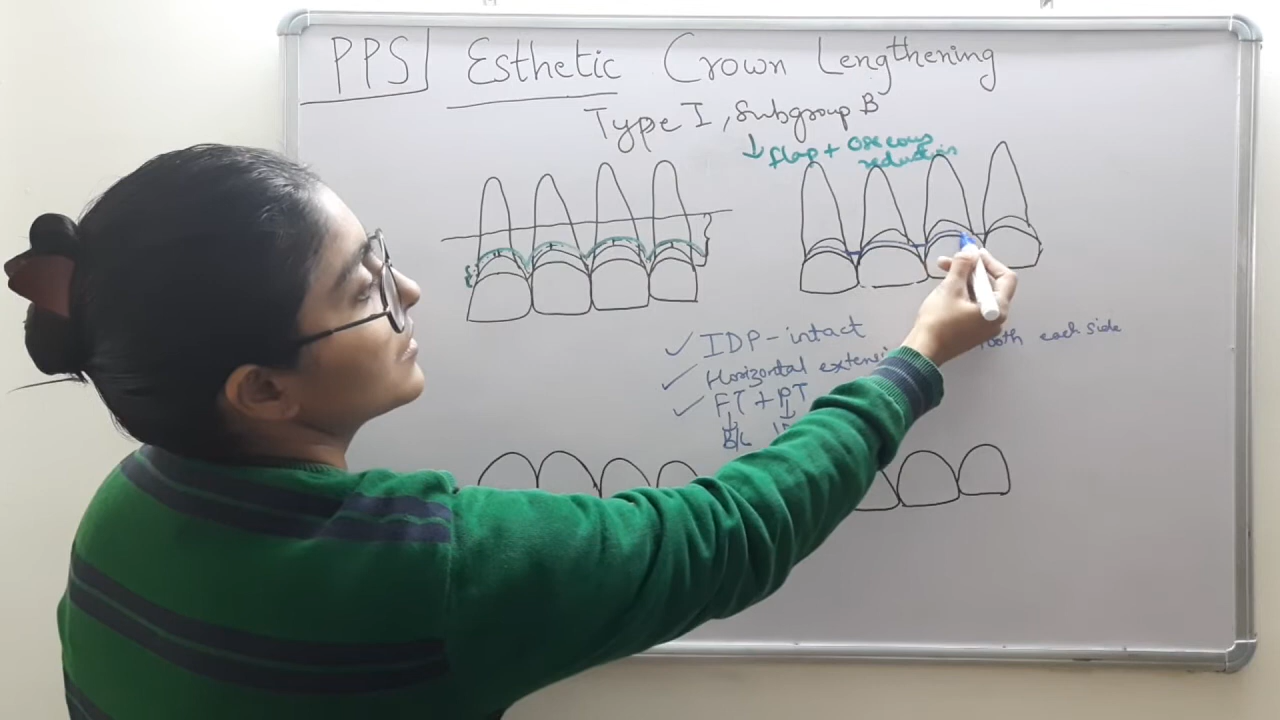 PPS Esthetic Crown Lengthening
Type I, Subgroup B
↓ flap + Osseous
reduction
✓ IDP - intact
✓ Horizontal extensi Tooth each side
✓ FT + PT
↓ ↓
B/L